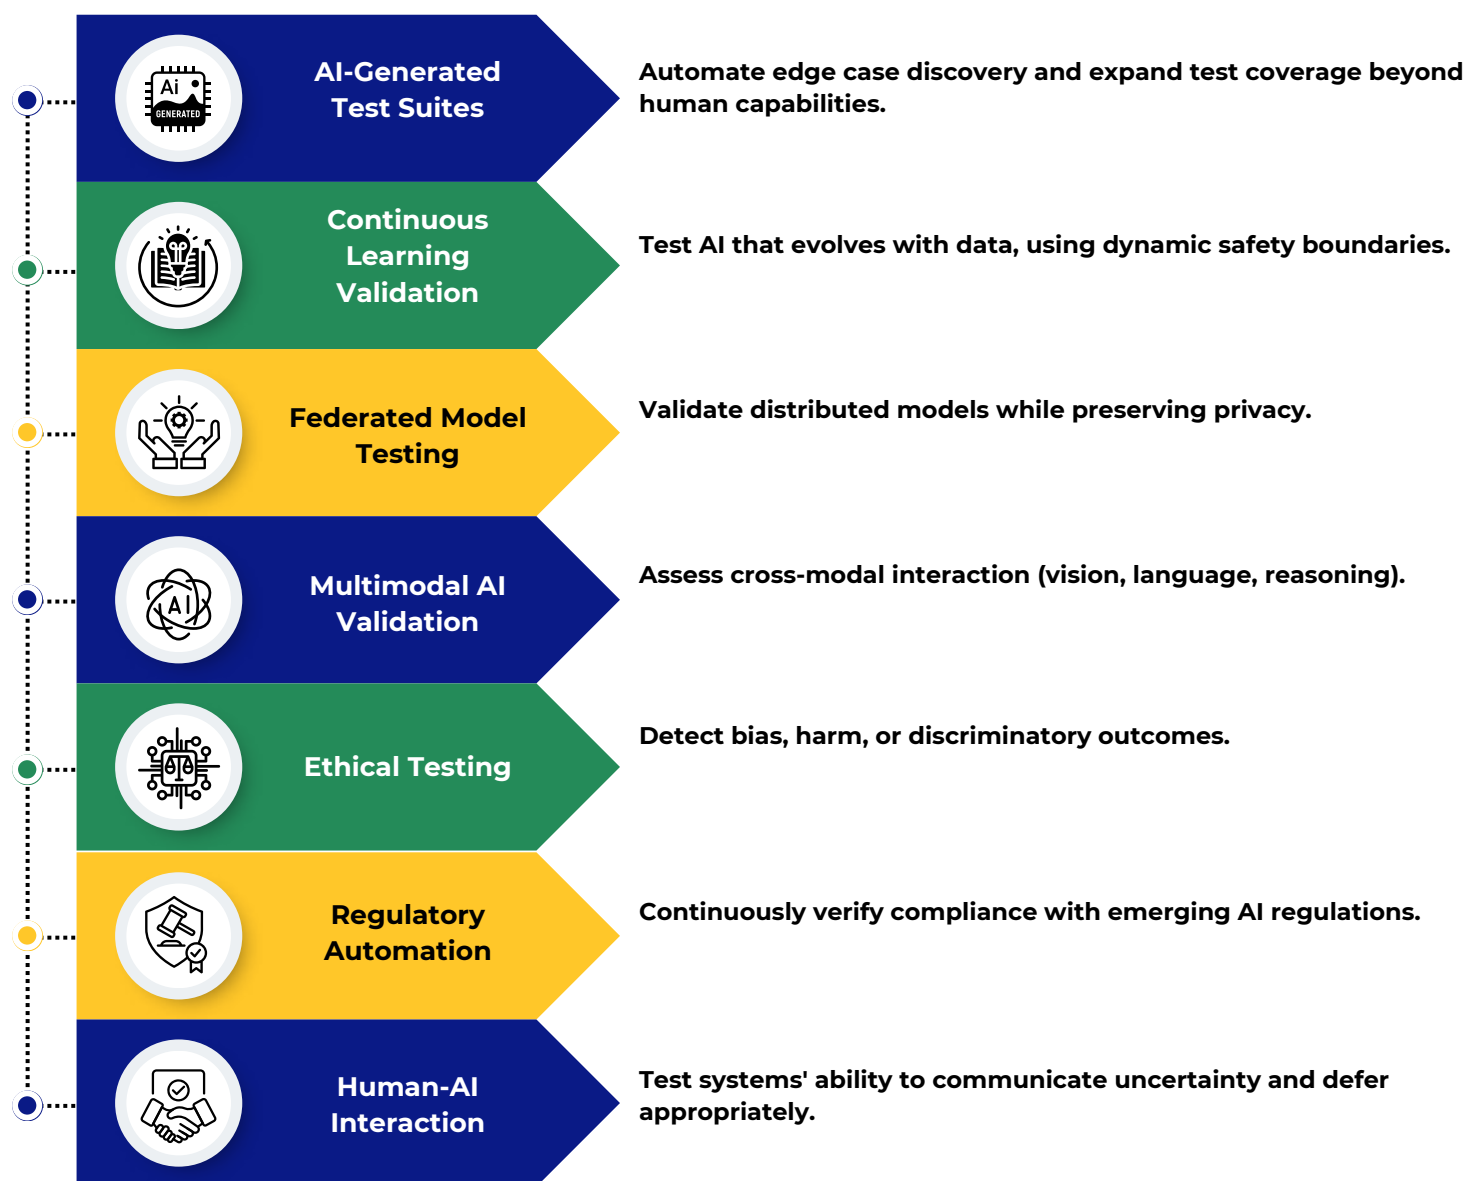 Ai
GENERATED
AI-Generated
Test Suites
Automate edge case discovery and expand test coverage beyond
human capabilities.
Continuous
Learning
Validation
Test AI that evolves with data, using dynamic safety boundaries.
Federated Model
Testing
Validate distributed models while preserving privacy.
AI
Multimodal AI
Validation
Assess cross-modal interaction (vision, language, reasoning).
Ethical Testing
Detect bias, harm, or discriminatory outcomes.
Regulatory
Automation
Continuously verify compliance with emerging AI regulations.
Human-AI
Interaction
Test systems' ability to communicate uncertainty and defer
appropriately.